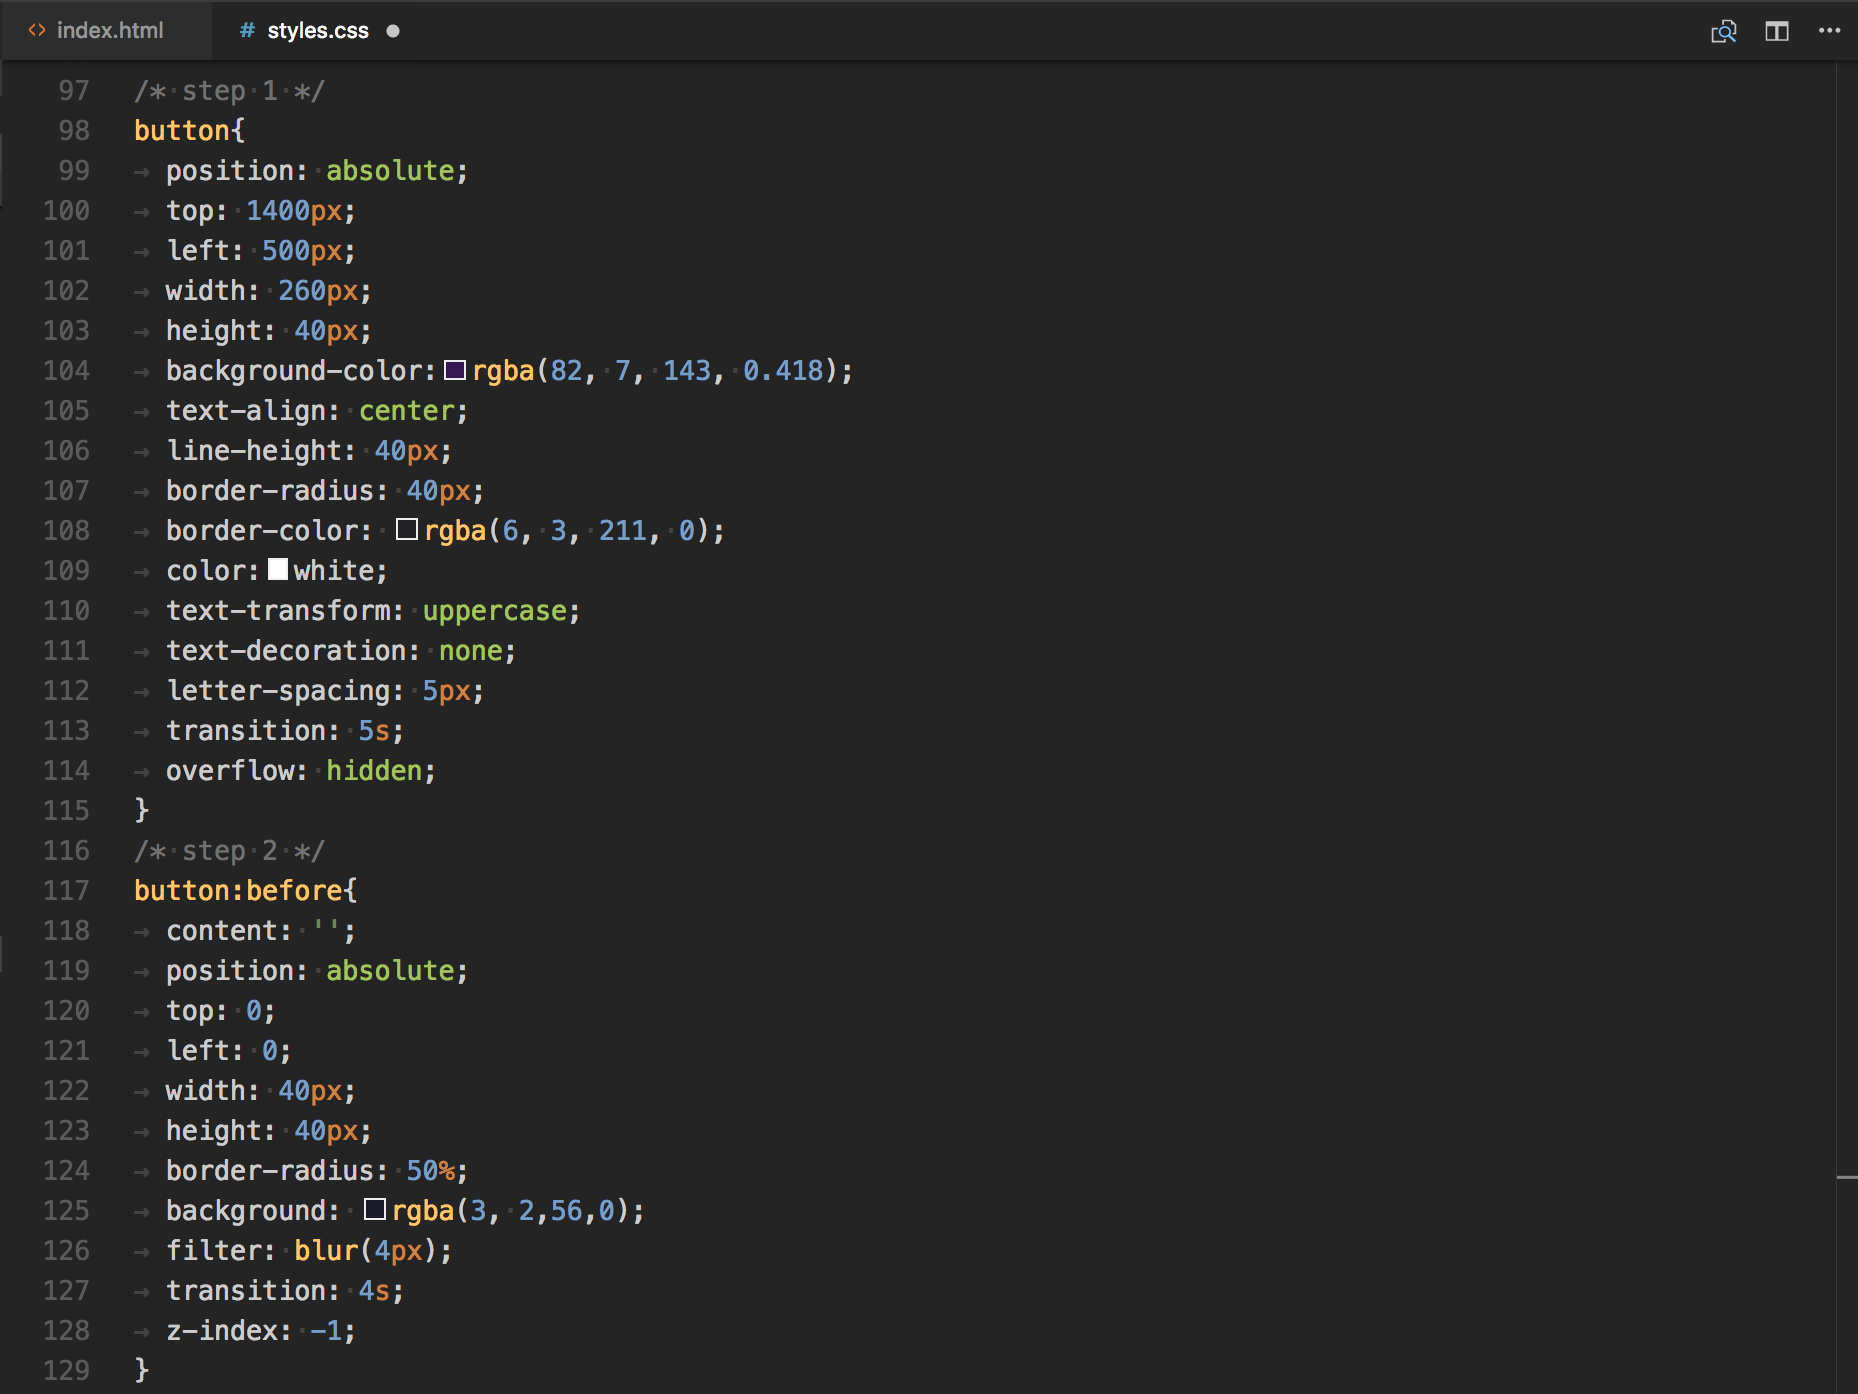 index.html # styles.css
97 /* step 1 */
98 button{
99 position: absolute;
100 top: 1400px;
101 left: 500px;
102 width: 260px;
103 height: 40px;
104 background-color: rgba(82, 7, 143, 0.418);
105 text-align: center;
106 line-height: 40px;
107 border-radius: 40px;
108 border-color: rgba(6, 3, 211, 0);
109 color: white;
110 text-transform: uppercase;
111 text-decoration: none;
112 letter-spacing: 5px;
113 transition: 5s;
114 overflow: hidden;
115 }
116 /* step 2 */
117 button:before{
118 content: '';
119 position: absolute;
120 top: 0;
121 left: 0;
122 width: 40px;
123 height: 40px;
124 border-radius: 50%;
125 background: rgba(3, 2,56,0);
126 filter: blur(4px);
127 transition: 4s;
128 z-index: -1;
129 }